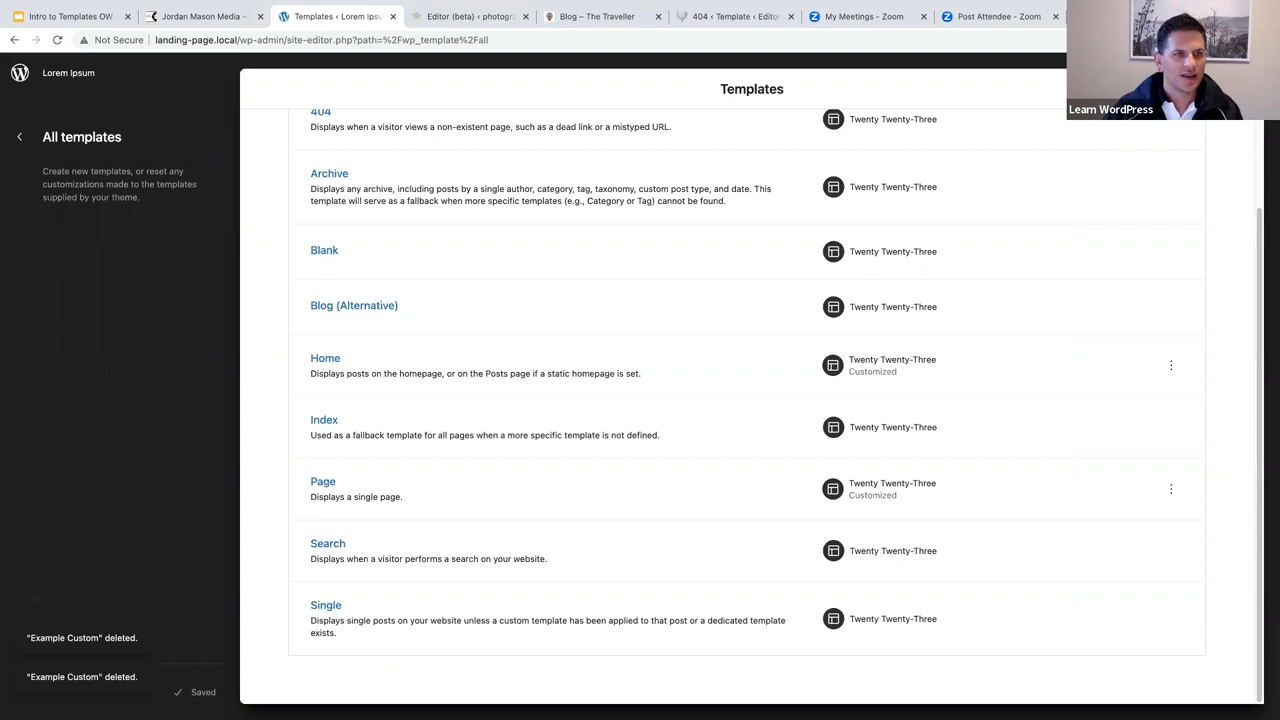 Intro to Templates OW
Jordan Mason Media –
Templates ‹ Lorem Ipsu
Editor (beta) ‹ photogra
Blog – The Traveller
404 ‹ Template ‹ Editor
My Meetings - Zoom
Post Attendee - Zoom
Not Secure
landing-page.local/wp-admin/site-editor.php?path=%2Fwp_template%2Fall
Learn WordPress
Lorem Ipsum
Templates
All templates
Create new templates, or reset any
customizations made to the templates
supplied by your theme.
404
Displays when a visitor views a non-existent page, such as a dead link or a mistyped URL.
Twenty Twenty-Three
Archive
Displays any archive, including posts by a single author, category, tag, taxonomy, custom post type, and date. This
template will serve as a fallback when more specific templates (e.g., Category or Tag) cannot be found.
Twenty Twenty-Three
Blank
Twenty Twenty-Three
Blog (Alternative)
Twenty Twenty-Three
Home
Displays posts on the homepage, or on the Posts page if a static homepage is set.
Twenty Twenty-Three
Customized
Index
Used as a fallback template for all pages when a more specific template is not defined.
Twenty Twenty-Three
Page
Displays a single page.
Twenty Twenty-Three
Customized
Search
Displays when a visitor performs a search on your website.
Twenty Twenty-Three
Single
Displays single posts on your website unless a custom template has been applied to that post or a dedicated template
exists.
Twenty Twenty-Three
"Example Custom" deleted.
"Example Custom" deleted.
Saved